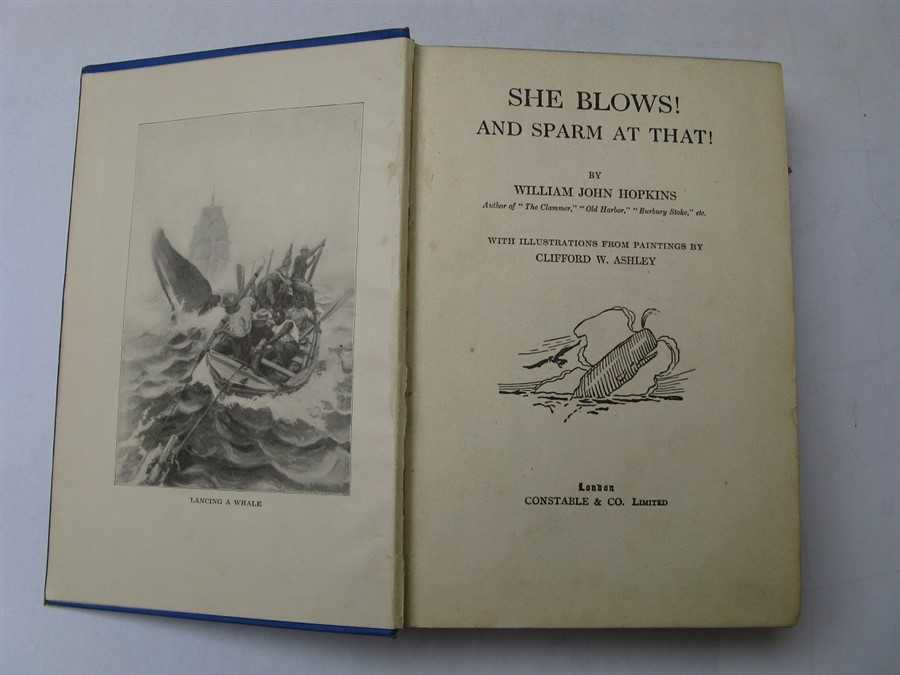 LANCING A WHALE
SHE BLOWS!
AND SPARM AT THAT!
BY
WILLIAM JOHN HOPKINS
Author of "The Clammer," "Old Harbor," "Burbury Stoke," etc.
WITH ILLUSTRATIONS FROM PAINTINGS BY
CLIFFORD W. ASHLEY
London
CONSTABLE & CO. LIMITED